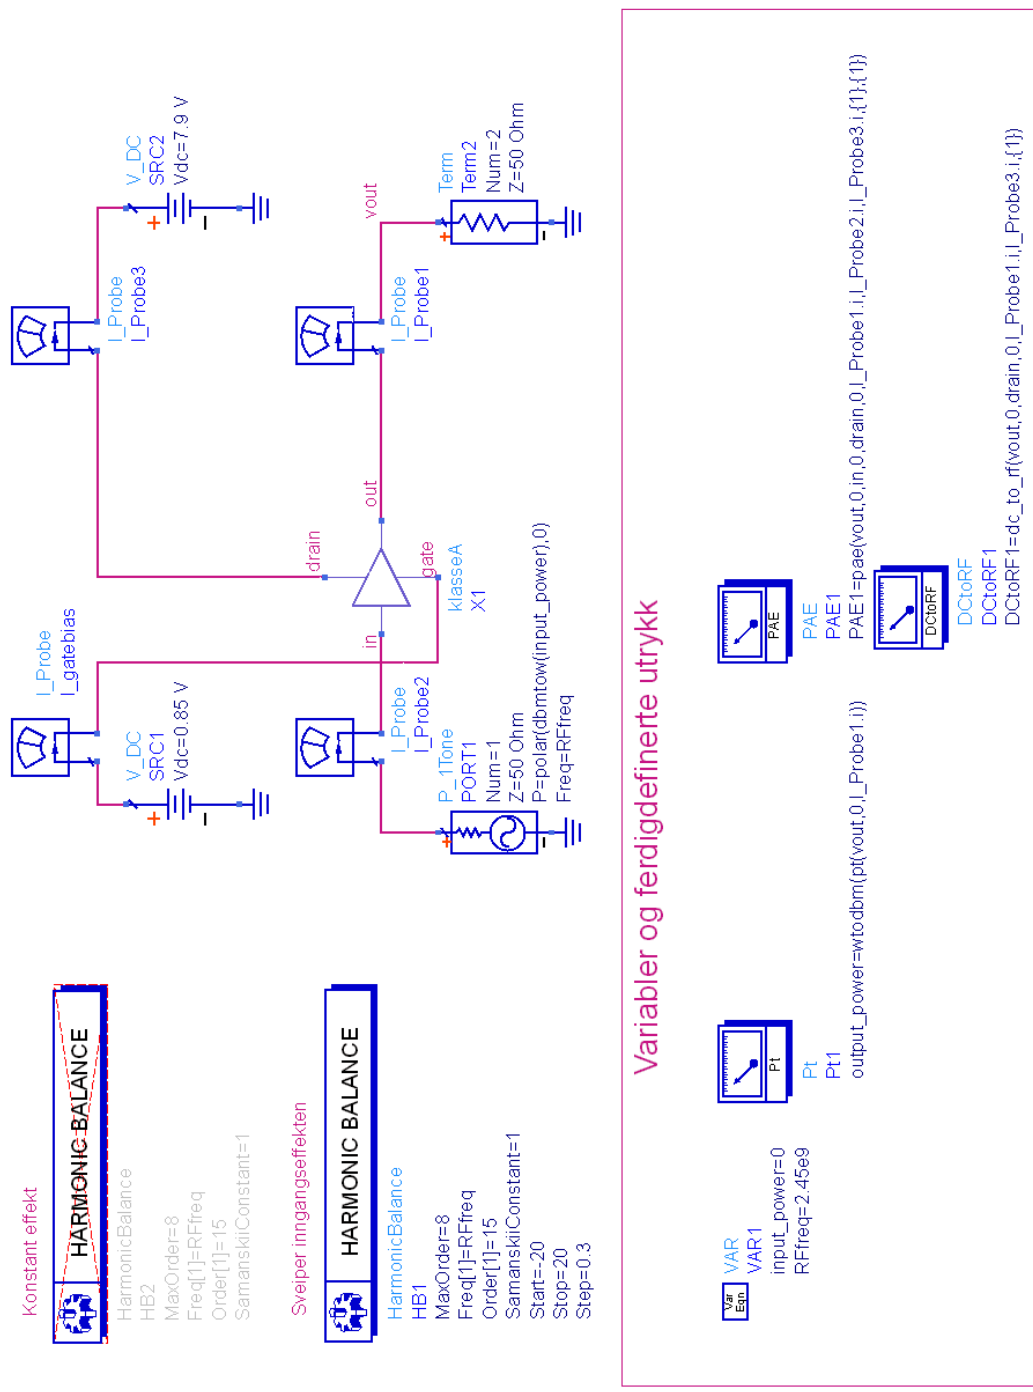 Konstant effekt
HARMONIC BALANCE
HarmonicBalance
HB2
MaxOrder=8
Freq[1]=RFfreq
Order[1]=15
SamanskiiConstant=1
Sveiper inngangseffekten
HARMONIC BALANCE
HarmonicBalance
HB1
MaxOrder=8
Freq[1]=RFfreq
Order[1]=15
SamanskiiConstant=1
Start=-20
Stop=20
Step=0.3
I_Probe
I_gatebias
V_DC
SRC1
Vdc=0.85 V
+
-
I_Probe
I_Probe2
P_1Tone
PORT1
Num=1
Z=50 Ohm
P=polar(dbmtow(input_power),0)
Freq=RFfreq
+
-
in
drain
out
gate
klasseA
X1
I_Probe
I_Probe3
V_DC
SRC2
Vdc=7.9 V
+
-
I_Probe
I_Probe1
vout
Term
Term2
Num=2
Z=50 Ohm
+
-
Variabler og ferdigdefinerte utrykk
Var
Eqn
VAR
VAR1
input_power=0
RFfreq=2.45e9
Pt
Pt
Pt1
output_power=wtodbm(pt(vout,0,I_Probe1.i))
PAE
PAE
PAE1
PAE1=pae(vout,0,in,0,drain,0,I_Probe1.i,I_Probe2.i,I_Probe3.i,{1},{1})
DCtoRF
DCtoRF
DCtoRF1
DCtoRF1=dc_to_rf(vout,0,drain,0,I_Probe1.i,I_Probe3.i,{1})